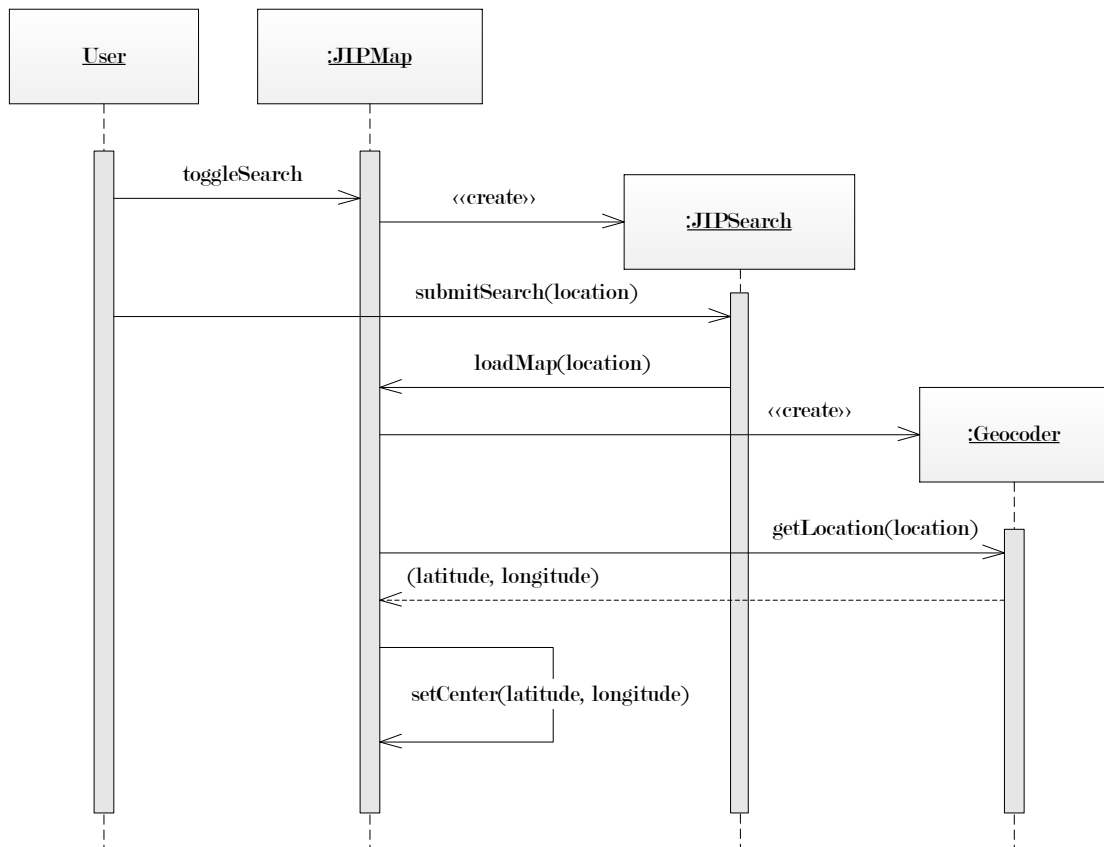 User
:JIPMap
toggleSearch
‹‹create››
:JIPSearch
submitSearch(location)
loadMap(location)
‹‹create››
:Geocoder
getLocation(location)
(latitude, longitude)
setCenter(latitude, longitude)